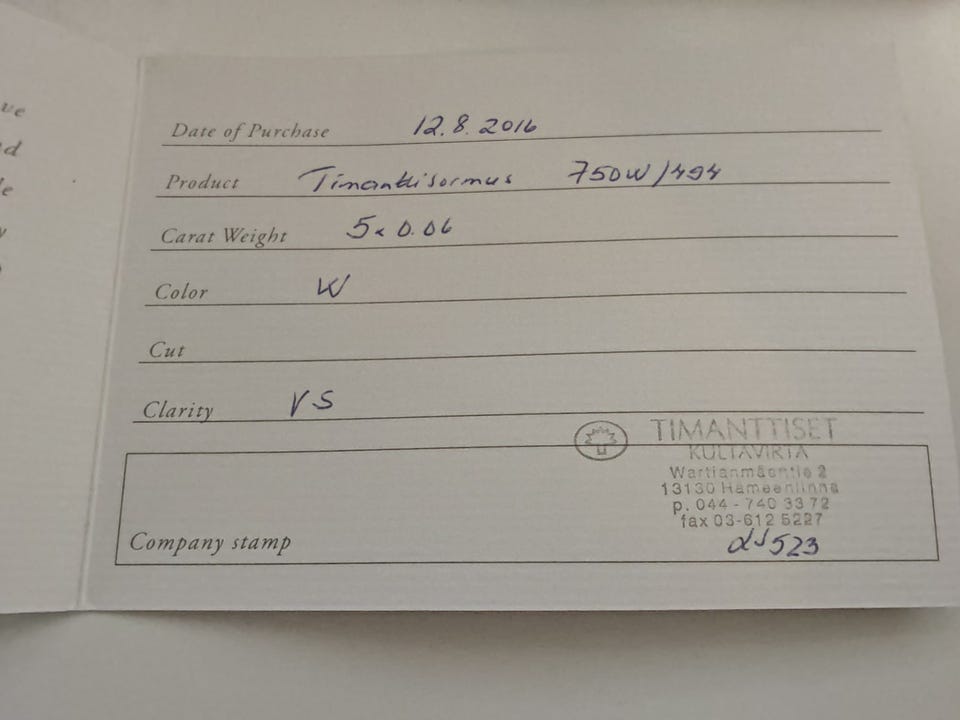 ve
Date of Purchase 12.8.2016
Product Timanttisormus 750W/494
Carat Weight 5x0.06
Color W
Cut
Clarity VS
TIMANTTISET
KULTAVIRTA
Wartianmäentie 2
13130 Hämeenlinna
p. 044-740 33 72
fax 03-612 5227
Company stamp 523